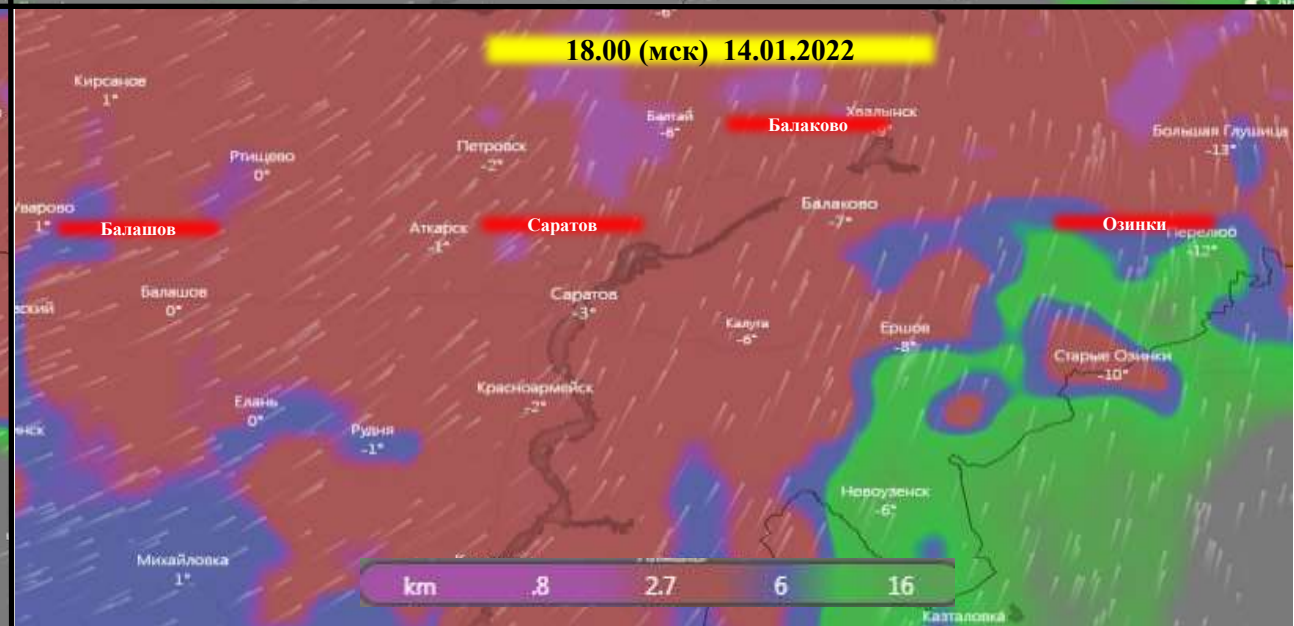 -6°
18.00 (мск) 14.01.2022
Кирсанов
1°
Балтай
Хвалынск
Балаково
Большая Глушица
-13°
Петровск
-2°
Ртищево
0°
Уварово
1°
Балашов
Аткарск
-1°
Саратов
Балаково
-7°
Озинки
Перелюб
-12°
Балашов
0°
Саратов
-3°
Калуга
-6°
Ершов
-8°
Старые Озинки
-10°
Красноармейск
-2°
Елань
0°
Рудня
-1°
Новоузенск
-6°
Михайловка
1°
km .8 2.7 6 16
Казталовка